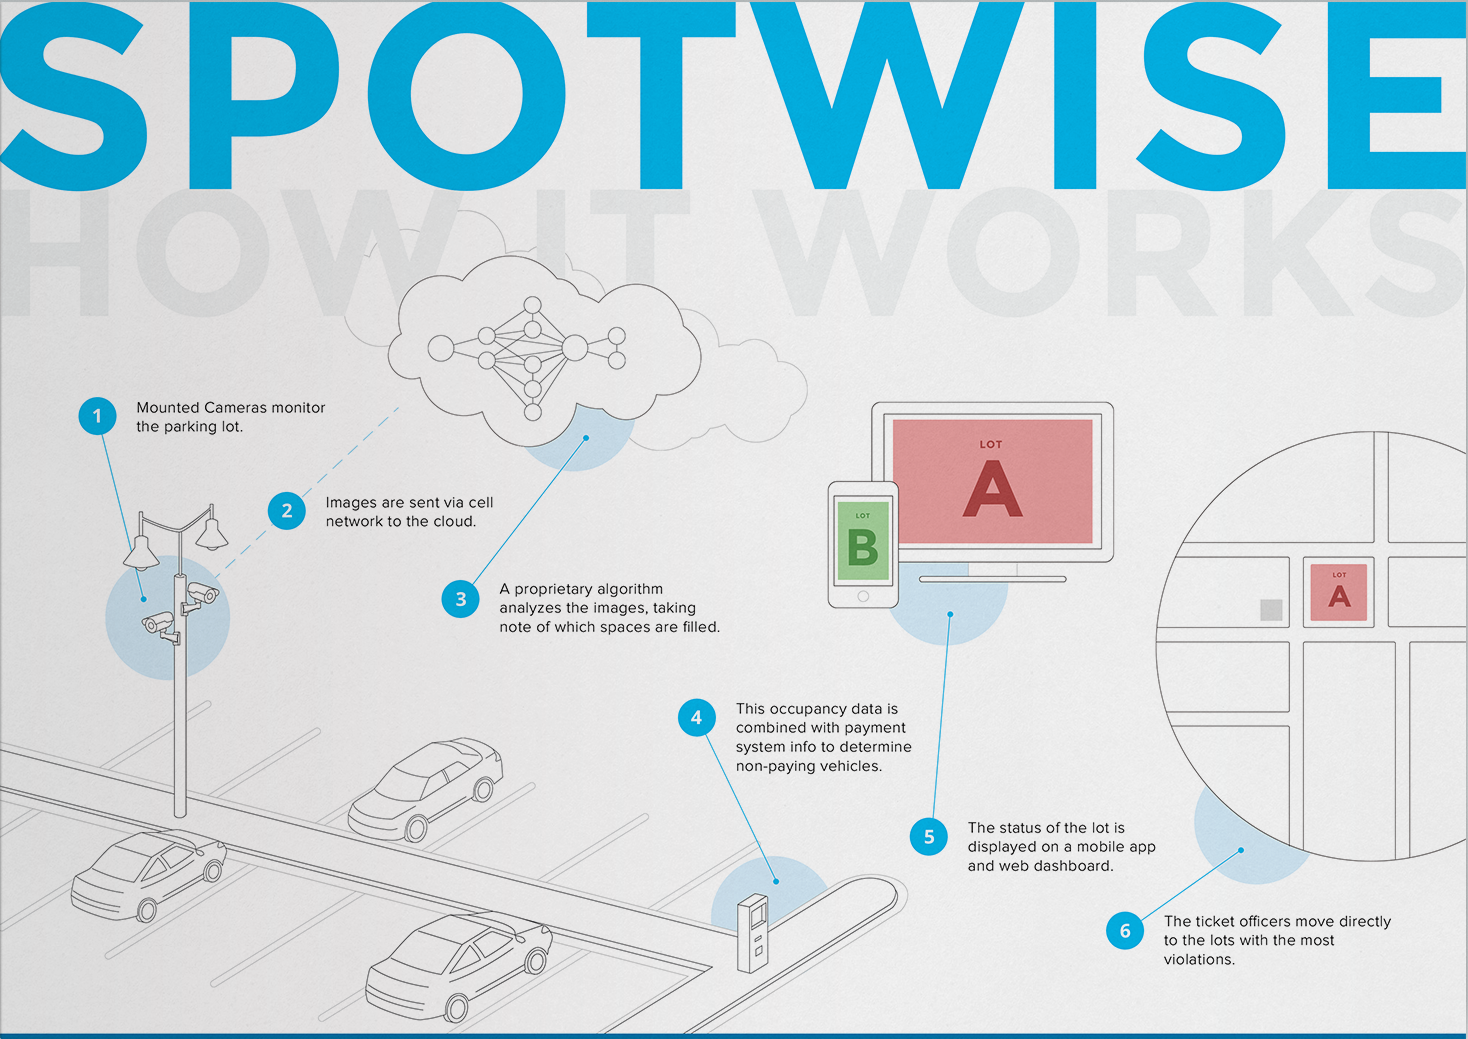 SPOTWISE
HOW IT WORKS
1
Mounted Cameras monitor
the parking lot.
2
Images are sent via cell
network to the cloud.
3
A proprietary algorithm
analyzes the images, taking
note of which spaces are filled.
4
This occupancy data is
combined with payment
system info to determine
non-paying vehicles.
LOT
A
LOT
B
5
The status of the lot is
displayed on a mobile app
and web dashboard.
LOT
A
6
The ticket officers move directly
to the lots with the most
violations.